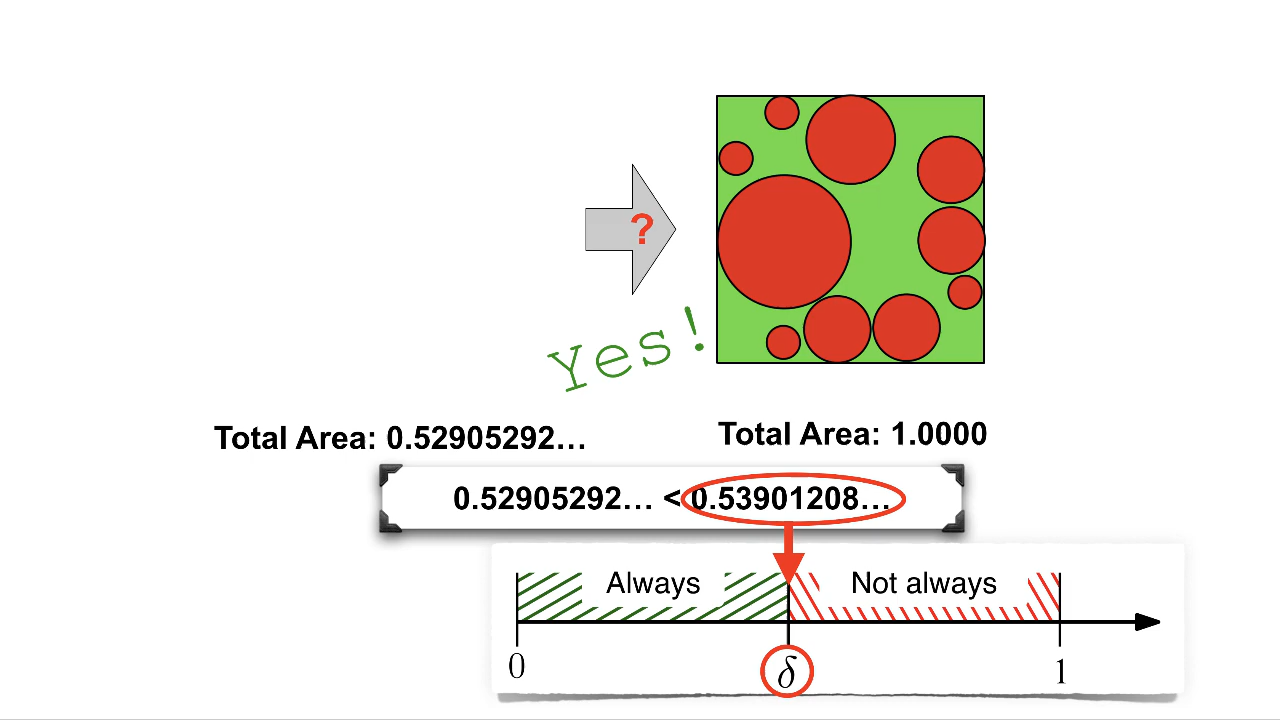 ?
Yes!
Total Area: 0.52905292…
Total Area: 1.0000
0.52905292… < 0.53901208…
Always
Not always
0
δ
1